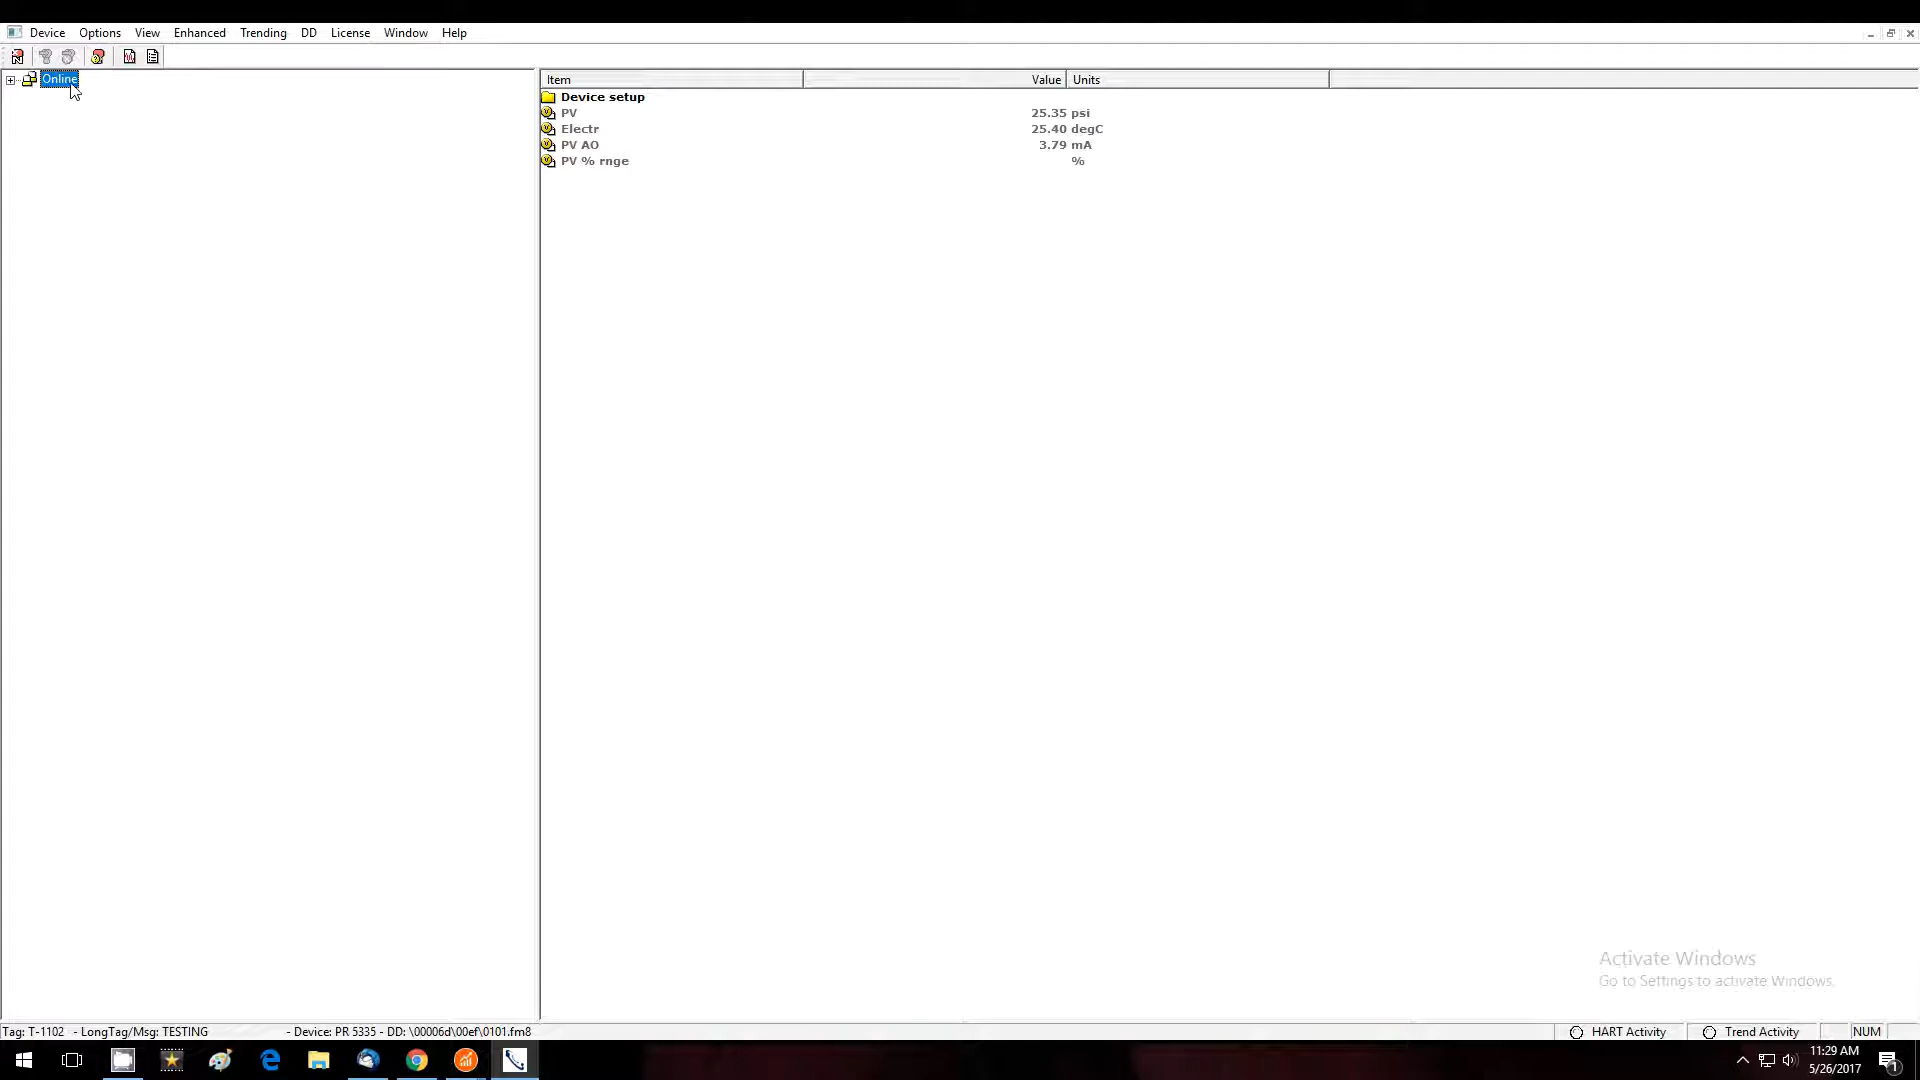 Device Options View Enhanced Trending DD License Window Help
Online
Item Value Units
Device setup
PV 25.35 psi
Electr 25.40 degC
PV AO 3.79 mA
PV % rnge %
Activate Windows
Go to Settings to activate Windows.
Tag: T-1102 - LongTag/Msg: TESTING - Device: PR 5335 - DD: \00006d\00ef\0101.fm8 HART Activity Trend Activity NUM
11:29 AM
5/26/2017
1